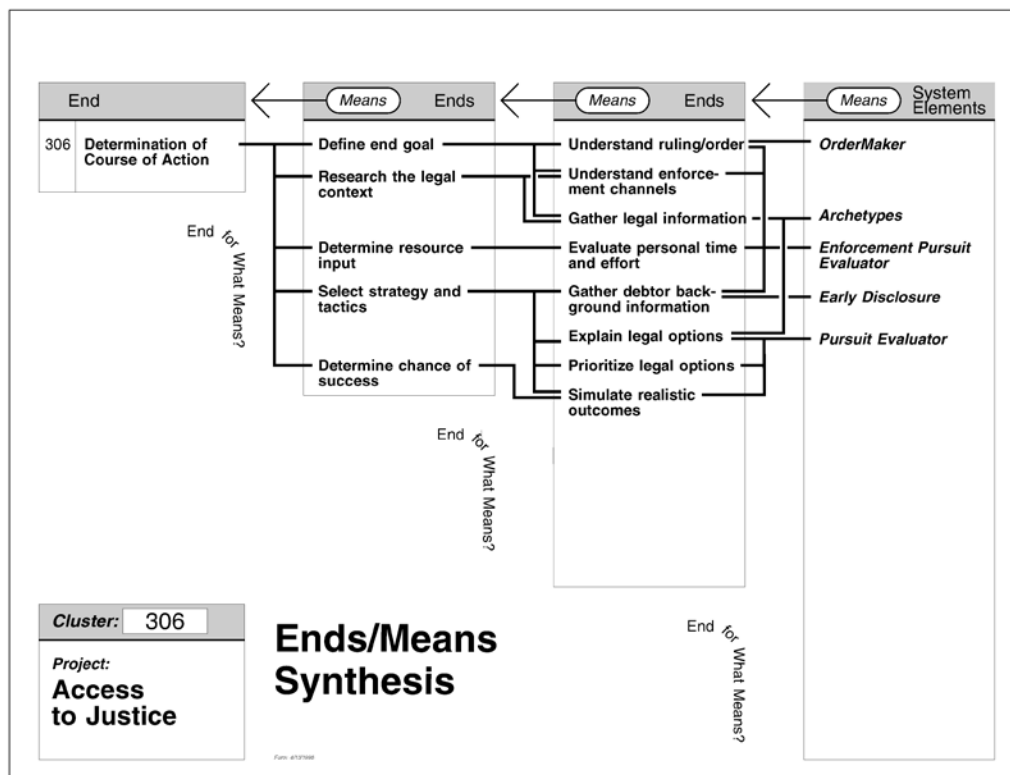 End
Means
Ends
Means
Ends
Means
System
Elements
306
Determination of
Course of Action
Define end goal
Research the legal
context
Determine resource
input
Select strategy and
tactics
Determine chance of
success
Understand ruling/order
Understand enforce-
ment channels
Gather legal information
Evaluate personal time
and effort
Gather debtor back-
ground information
Explain legal options
Prioritize legal options
Simulate realistic
outcomes
OrderMaker
Archetypes
Enforcement Pursuit
Evaluator
Early Disclosure
Pursuit Evaluator
End for What Means?
End for What Means?
End for What Means?
Cluster: 306
Project:
Access
to Justice
Ends/Means
Synthesis